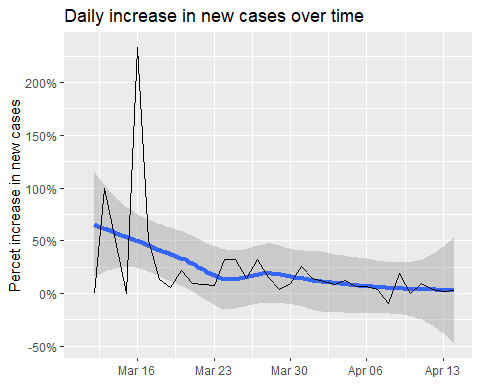 Daily increase in new cases over time
Percet increase in new cases
200%
150%
100%
50%
0%
-50%
Mar 16 Mar 23 Mar 30 Apr 06 Apr 13